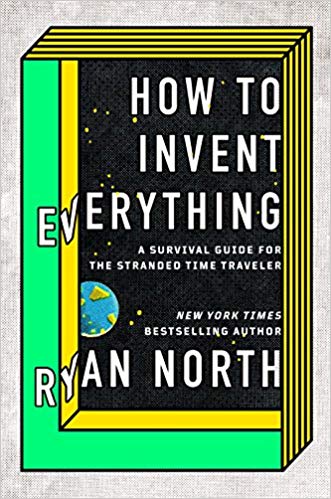 HOW TO
INVENT
EVERYTHING
A SURVIVAL GUIDE FOR
THE STRANDED TIME TRAVELER
NEW YORK TIMES
BESTSELLING AUTHOR
RYAN NORTH